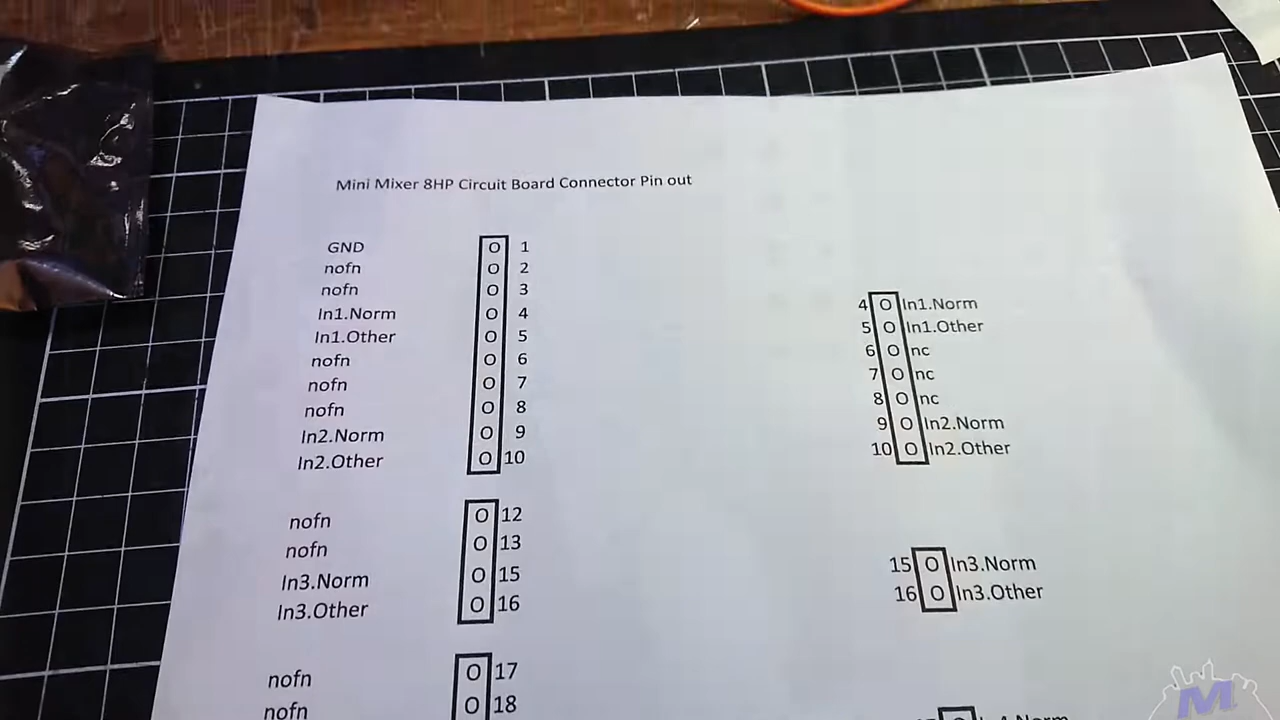 Mini Mixer 8HP Circuit Board Connector Pin out
GND O 1
nofn O 2
nofn O 3
In1.Norm O 4
In1.Other O 5
nofn O 6
nofn O 7
nofn O 8
In2.Norm O 9
In2.Other O 10
nofn O 12
nofn O 13
In3.Norm O 15
In3.Other O 16
nofn O 17
nofn O 18
4 O In1.Norm
5 O In1.Other
6 O nc
7 O nc
8 O nc
9 O In2.Norm
10 O In2.Other
15 O In3.Norm
16 O In3.Other
M